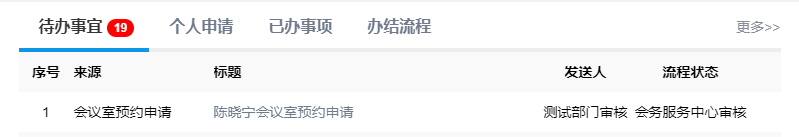 待办事宜 19 个人申请 已办事项 办结流程 更多>>
序号 来源 标题 发送人 流程状态
1 会议室预约申请 陈晓宁会议室预约申请 测试部门审核 会务服务中心审核